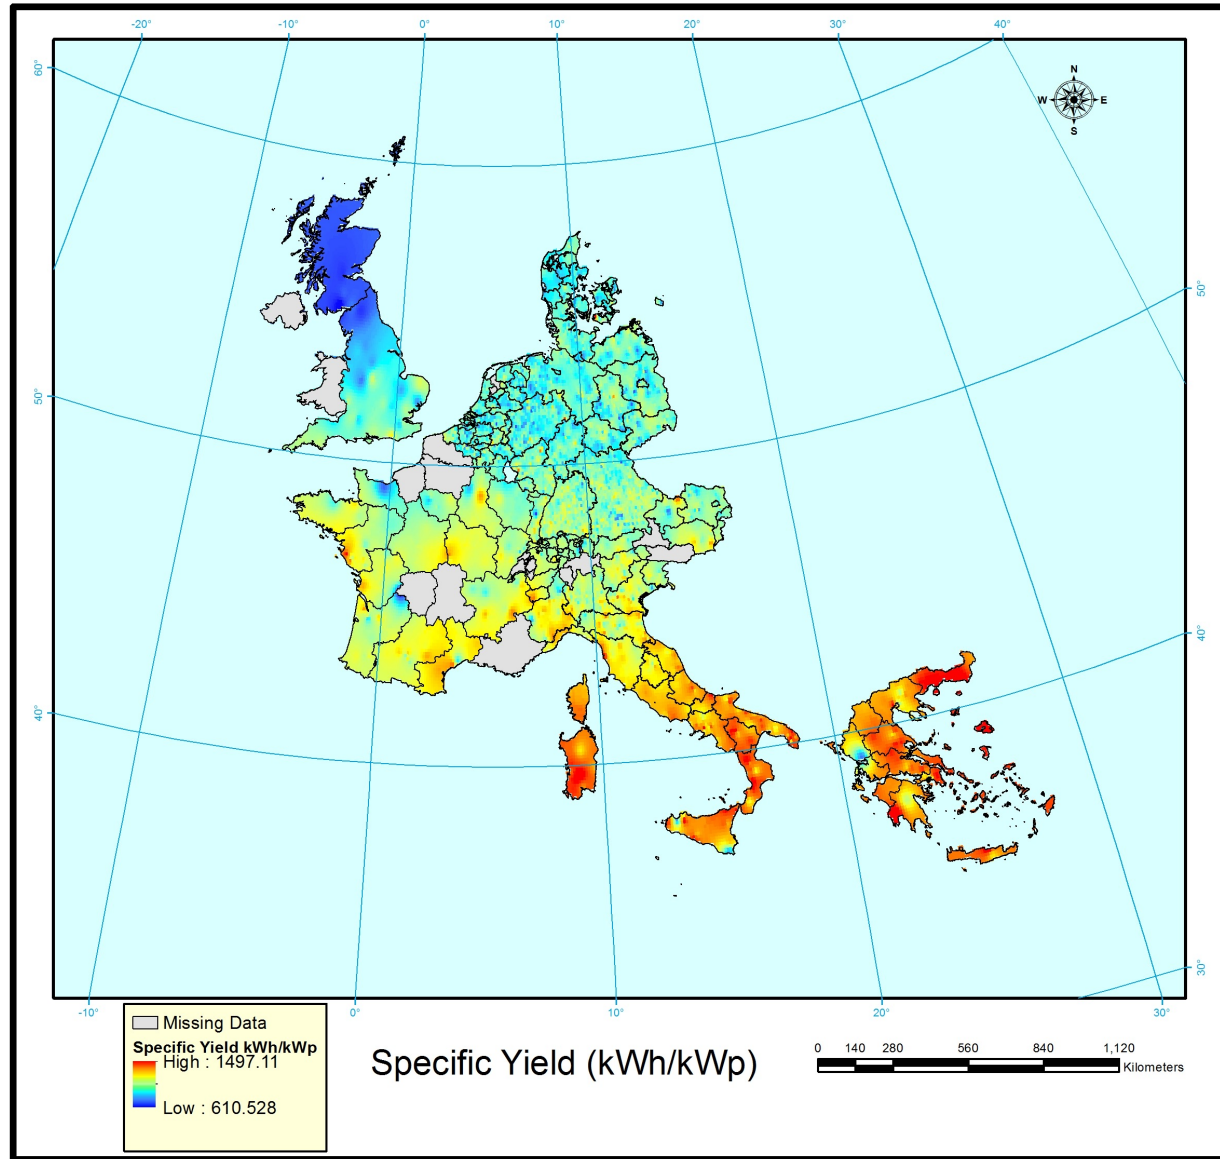 -20° -10° 0° 10° 20° 30° 40°
60°
N
W E
S
50°
50°
40°
40°
30°
-10° 0° 10° 20° 30°
Missing Data
Specific Yield kWh/kWp
High : 1497.11
Low : 610.528
Specific Yield (kWh/kWp)
0 140 280 560 840 1,120
Kilometers